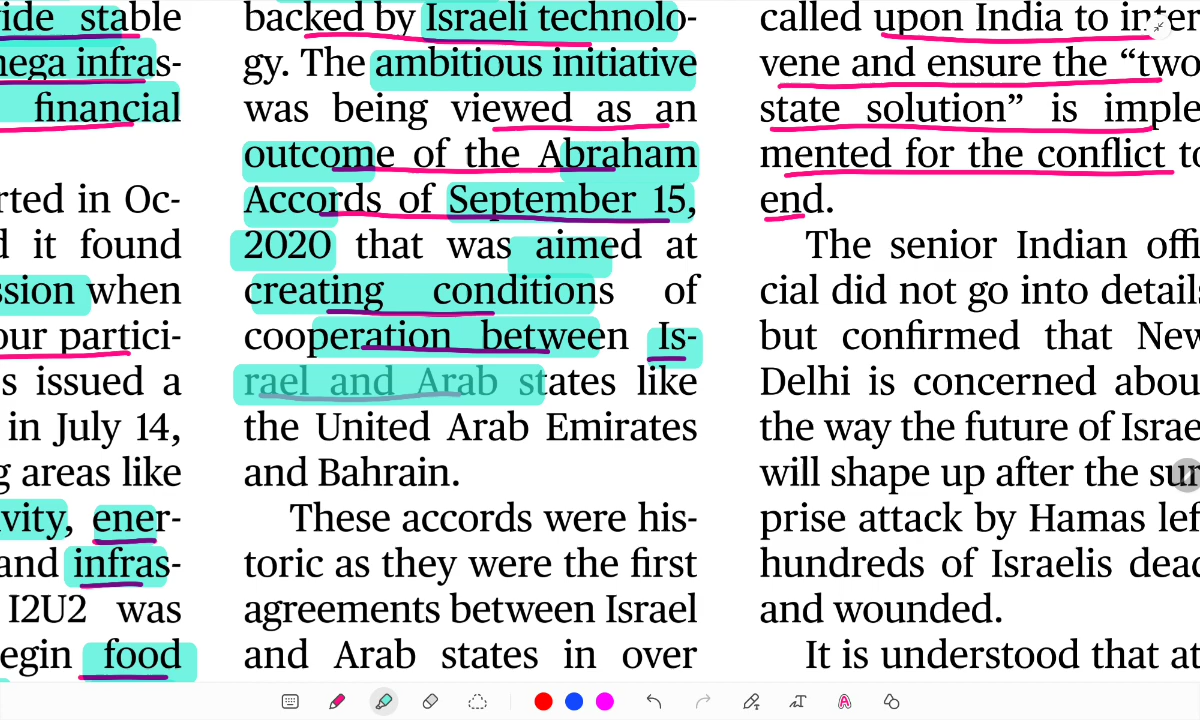 vide stable
mega infras-
financial
rted in Oc-
d it found
ssion when
our partici-
s issued a
in July 14,
g areas like
vity, ener-
and infras-
I2U2 was
egin food
backed by Israeli technolo-
gy. The ambitious initiative
was being viewed as an
outcome of the Abraham
Accords of September 15,
2020 that was aimed at
creating conditions of
cooperation between Is-
rael and Arab states like
the United Arab Emirates
and Bahrain.
These accords were his-
toric as they were the first
agreements between Israel
and Arab states in over
called upon India to inter
vene and ensure the “two
state solution” is imple
mented for the conflict to
end.
The senior Indian offi
cial did not go into details
but confirmed that New
Delhi is concerned abou
the way the future of Israe
will shape up after the sur
prise attack by Hamas lef
hundreds of Israelis dead
and wounded.
It is understood that at